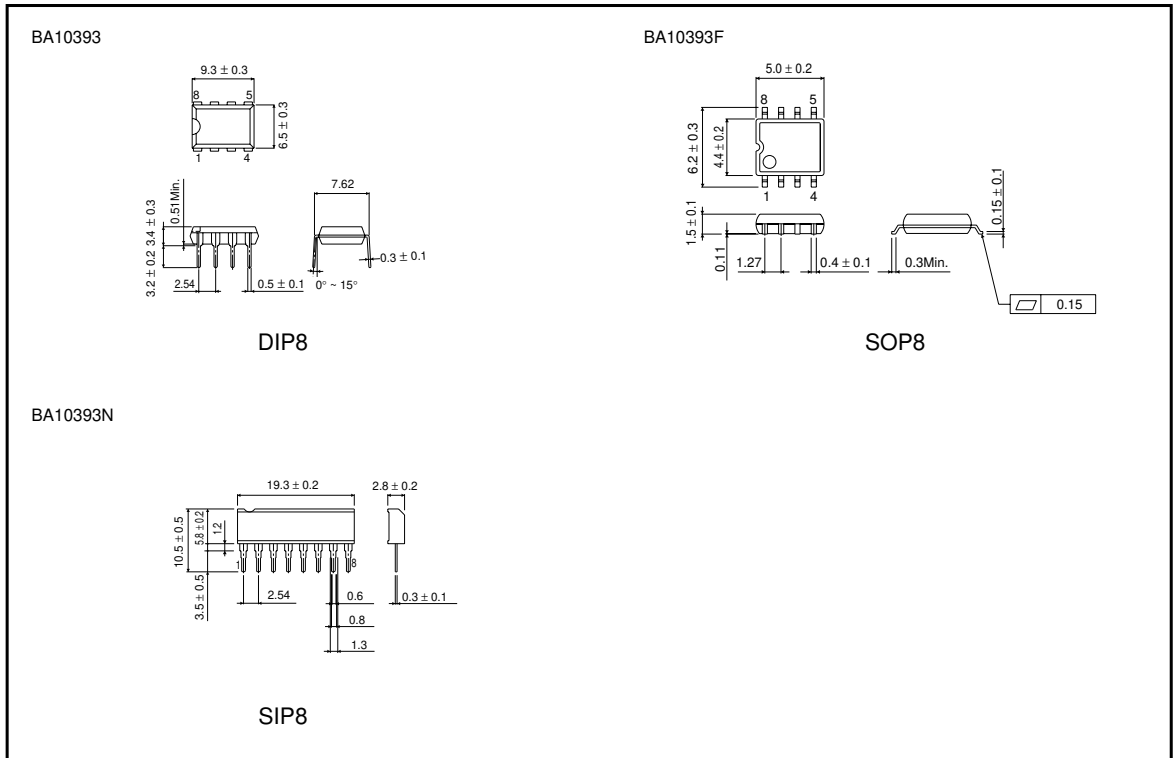 BA10393
9.3 ± 0.3
8 5
6.5 ± 0.3
1 4
0.51Min.
3.2 ± 0.2 3.4 ± 0.3
7.62
2.54
0.5 ± 0.1
0° ~ 15°
0.3 ± 0.1
DIP8
BA10393F
5.0 ± 0.2
8 5
6.2 ± 0.3
4.4 ± 0.2
1 4
1.5 ± 0.1
0.11
1.27
0.4 ± 0.1
0.3Min.
0.15 ± 0.1
0.15
SOP8
BA10393N
19.3 ± 0.2
2.8 ± 0.2
10.5 ± 0.5
5.8 ± 0.2
1.2
1 8
3.5 ± 0.5
2.54
0.6
0.3 ± 0.1
0.8
1.3
SIP8